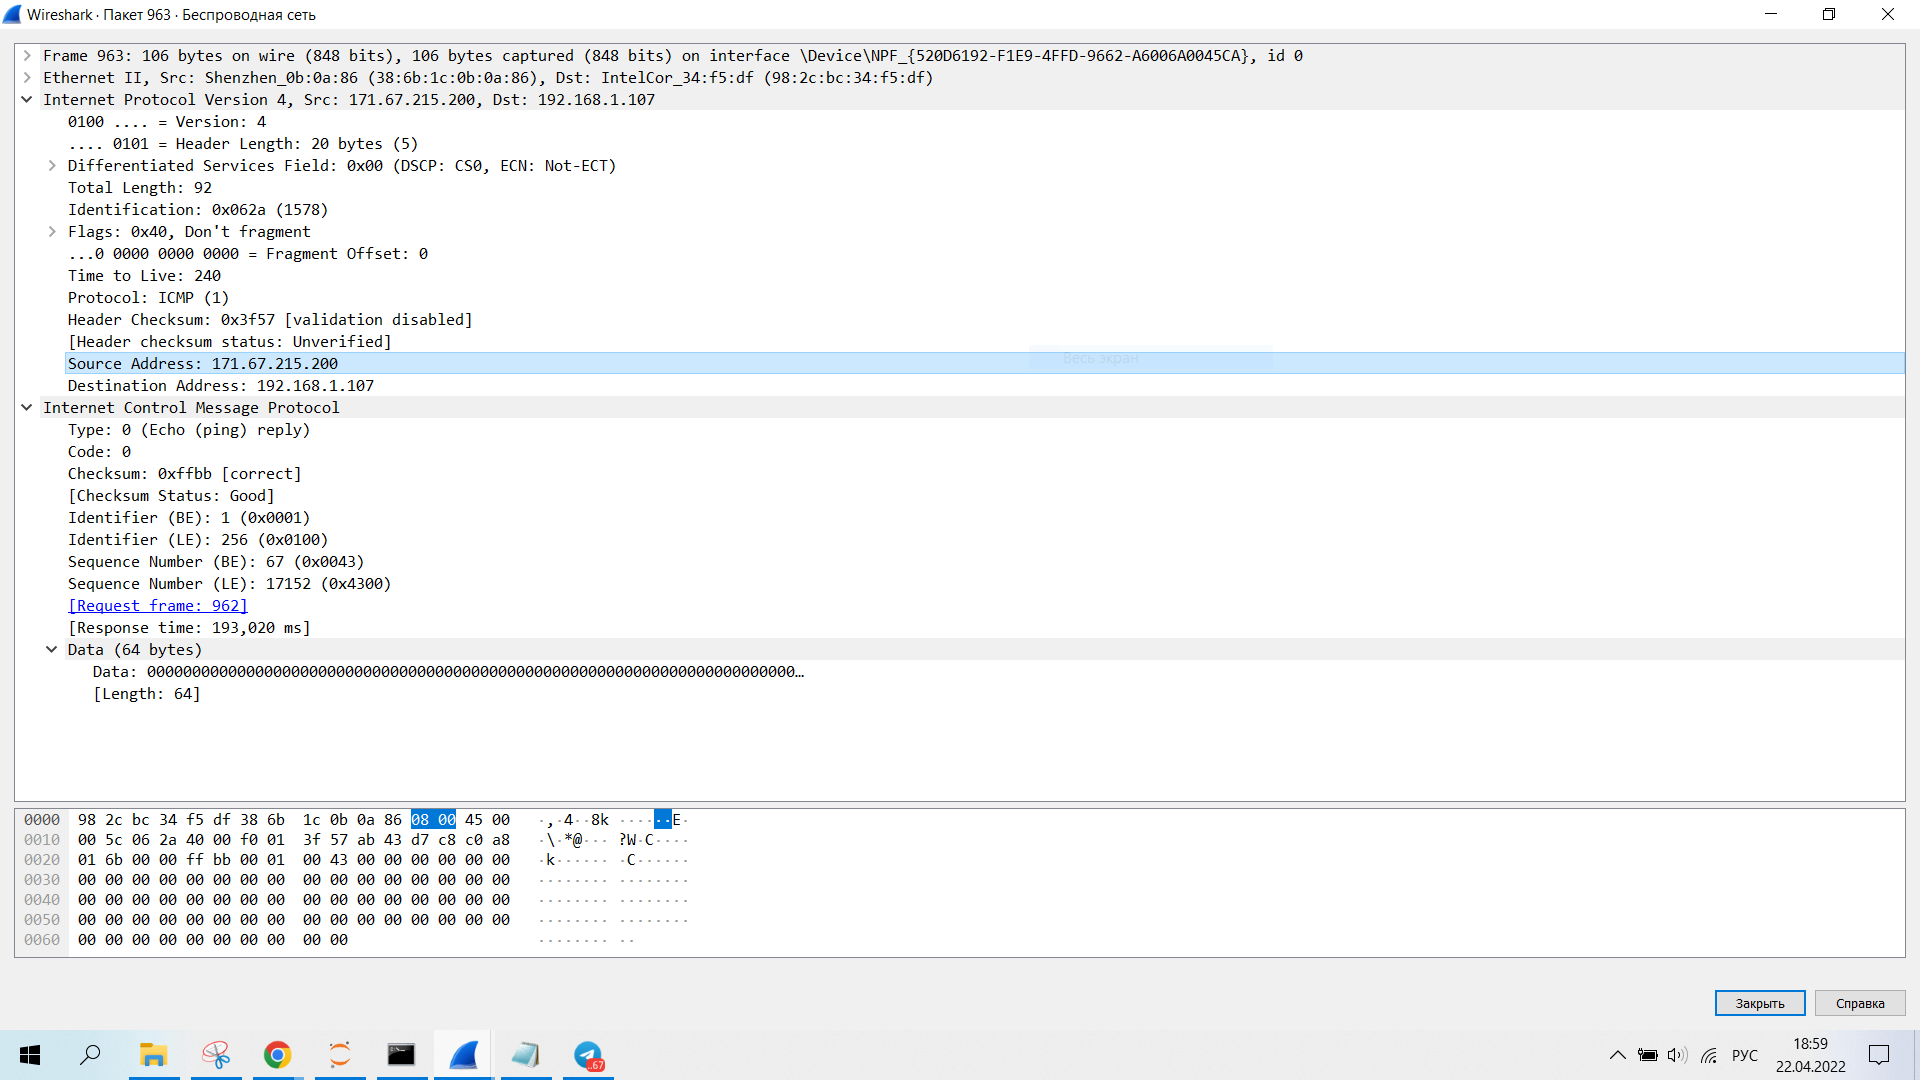 Wireshark · Пакет 963 · Беспроводная сеть
Frame 963: 106 bytes on wire (848 bits), 106 bytes captured (848 bits) on interface \Device\NPF_{520D6192-F1E9-4FFD-9662-A6006A0045CA}, id 0
Ethernet II, Src: Shenzhen_0b:0a:86 (38:6b:1c:0b:0a:86), Dst: IntelCor_34:f5:df (98:2c:bc:34:f5:df)
Internet Protocol Version 4, Src: 171.67.215.200, Dst: 192.168.1.107
0100 .... = Version: 4
.... 0101 = Header Length: 20 bytes (5)
Differentiated Services Field: 0x00 (DSCP: CS0, ECN: Not-ECT)
Total Length: 92
Identification: 0x062a (1578)
Flags: 0x40, Don't fragment
...0 0000 0000 0000 = Fragment Offset: 0
Time to Live: 240
Protocol: ICMP (1)
Header Checksum: 0x3f57 [validation disabled]
[Header checksum status: Unverified]
Source Address: 171.67.215.200
Весь экран
Destination Address: 192.168.1.107
Internet Control Message Protocol
Type: 0 (Echo (ping) reply)
Code: 0
Checksum: 0xffbb [correct]
[Checksum Status: Good]
Identifier (BE): 1 (0x0001)
Identifier (LE): 256 (0x0100)
Sequence Number (BE): 67 (0x0043)
Sequence Number (LE): 17152 (0x4300)
[Request frame: 962]
[Response time: 193,020 ms]
Data (64 bytes)
Data: 000000000000000000000000000000000000000000000000000000000000000000000000…
[Length: 64]
0000 98 2c bc 34 f5 df 38 6b 1c 0b 0a 86 08 00 45 00 ·,·4··8k ······E·
0010 00 5c 06 2a 40 00 f0 01 3f 57 ab 43 d7 c8 c0 a8 ·\·*@··· ?W·C····
0020 01 6b 00 00 ff bb 00 01 00 43 00 00 00 00 00 00 ·k······ ·C······
0030 00 00 00 00 00 00 00 00 00 00 00 00 00 00 00 00 ········ ········
0040 00 00 00 00 00 00 00 00 00 00 00 00 00 00 00 00 ········ ········
0050 00 00 00 00 00 00 00 00 00 00 00 00 00 00 00 00 ········ ········
0060 00 00 00 00 00 00 00 00 00 00 ········ ··
Закрыть
Справка
..67
РУС
18:59
22.04.2022